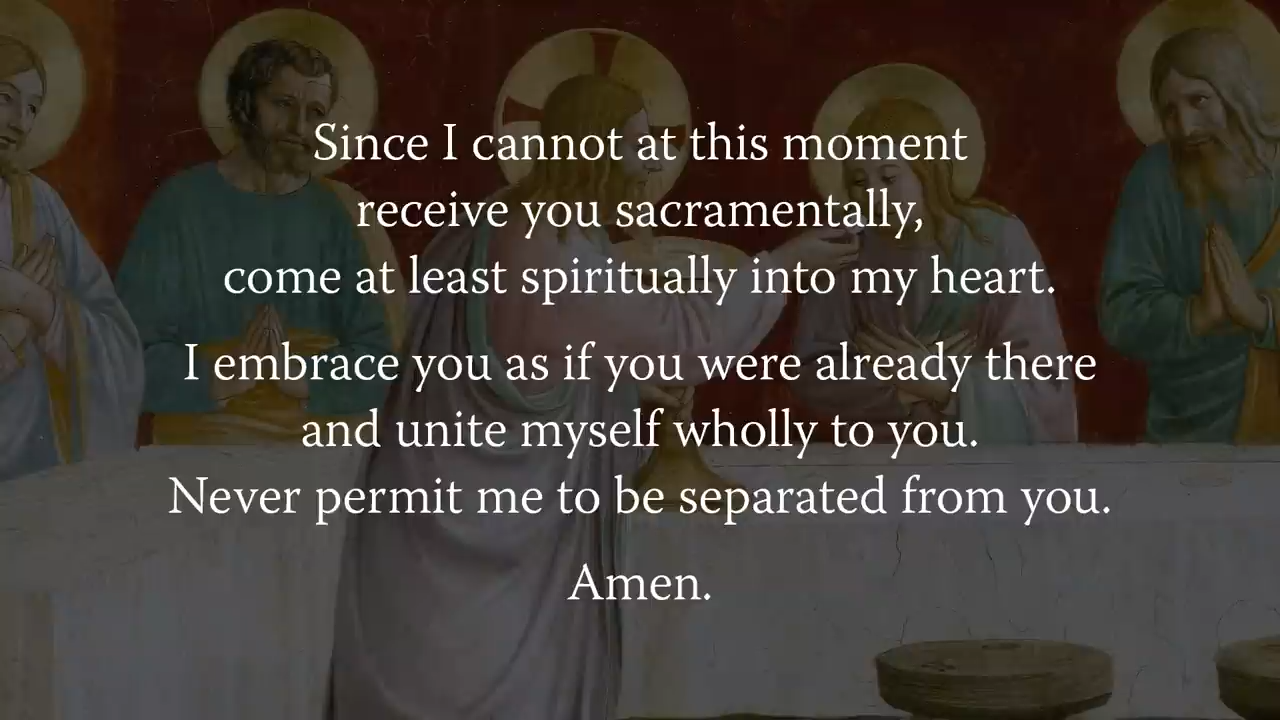 Since I cannot at this moment
receive you sacramentally,
come at least spiritually into my heart.
I embrace you as if you were already there
and unite myself wholly to you.
Never permit me to be separated from you.
Amen.